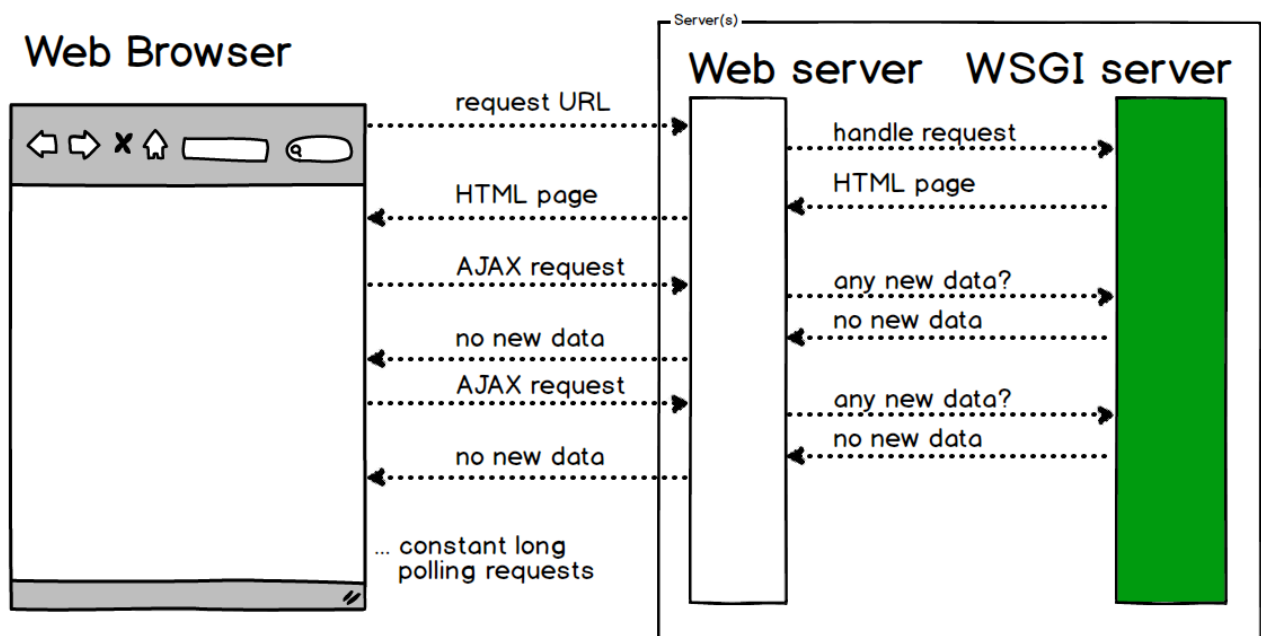 Server(s)
Web Browser
Web server
WSGI server
request URL
handle request
HTML page
HTML page
AJAX request
any new data?
no new data
no new data
AJAX request
any new data?
no new data
no new data
... constant long
polling requests